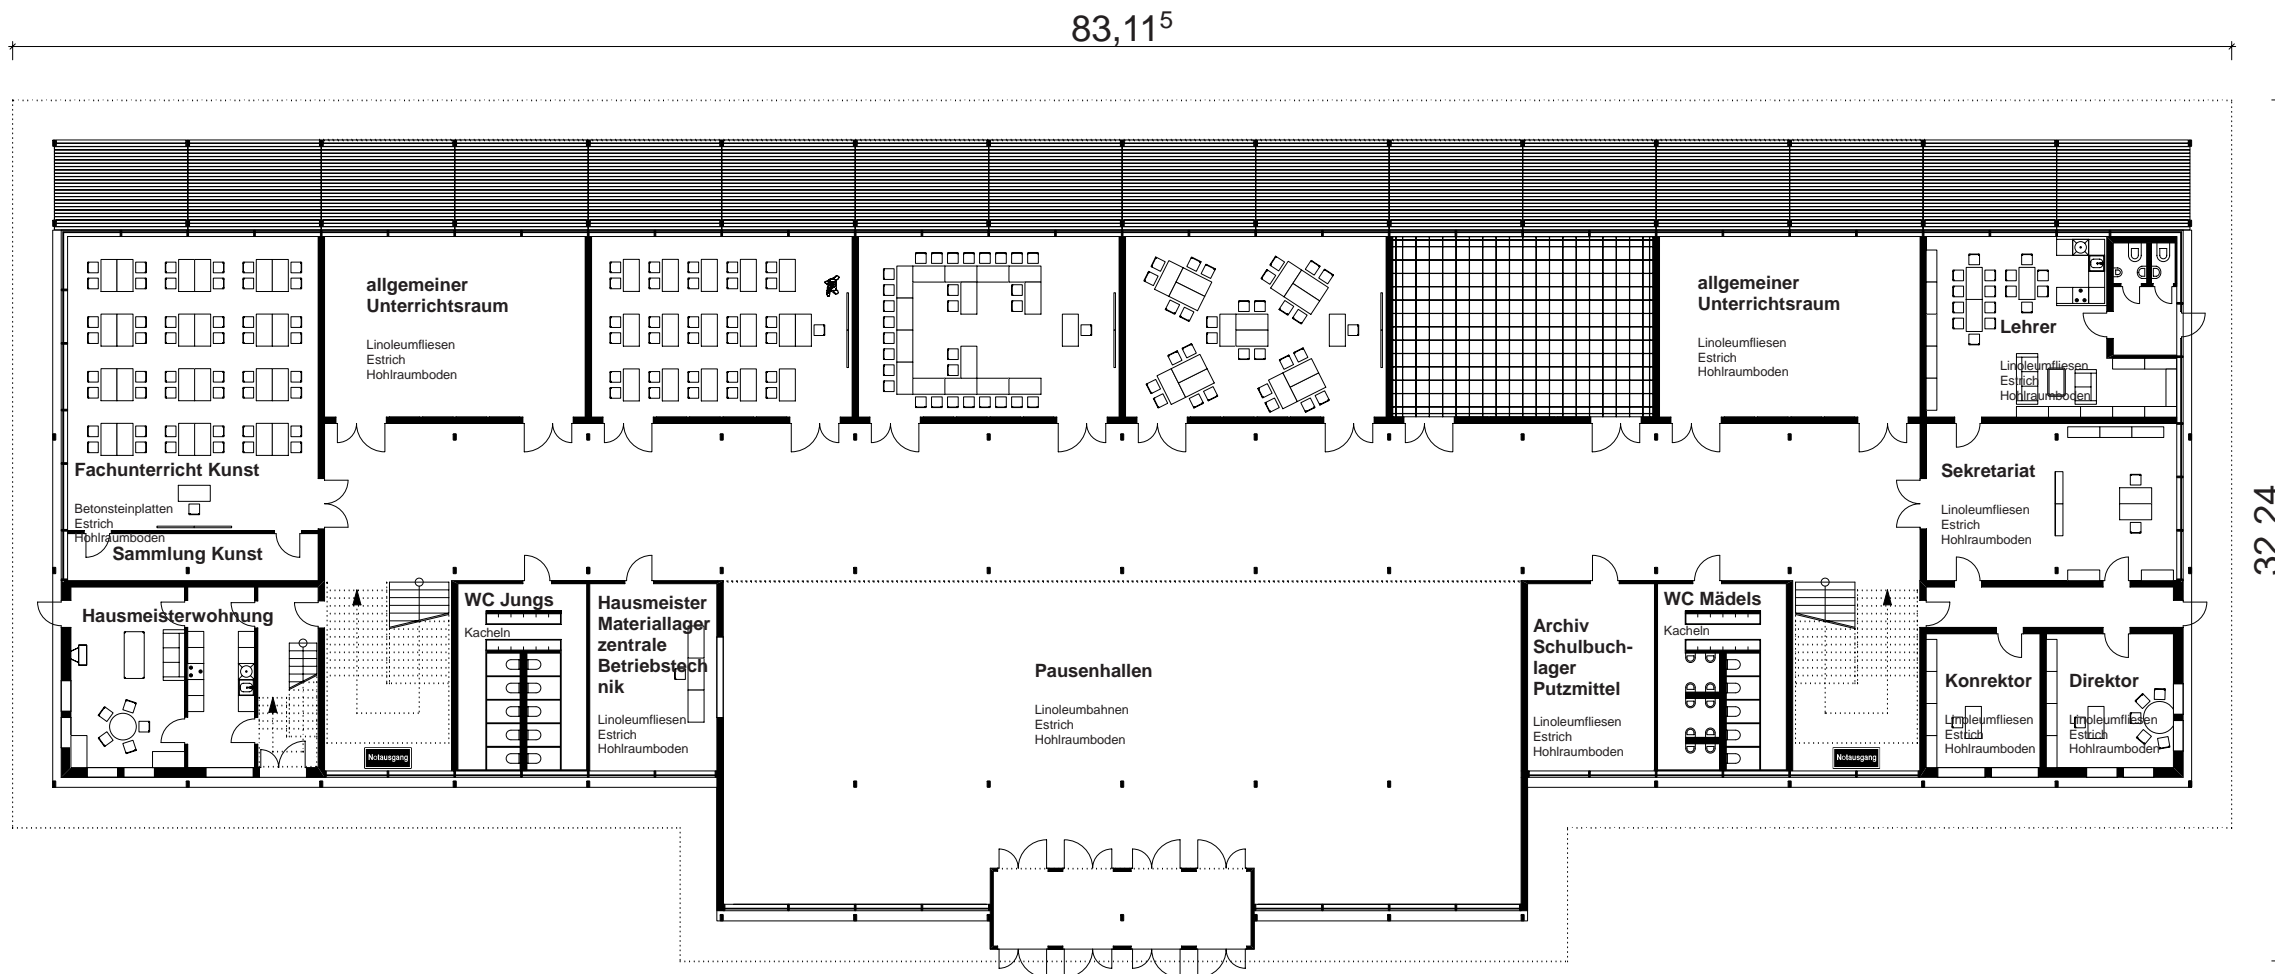 83,11⁵
allgemeiner
Unterrichtsraum
Linoleumfliesen
Estrich
Hohlraumboden
allgemeiner
Unterrichtsraum
Linoleumfliesen
Estrich
Hohlraumboden
Lehrer
Linoleumfliesen
Estrich
Hohlraumboden
Fachunterricht Kunst
Betonsteinplatten
Estrich
Hohlraumboden
Sammlung Kunst
Sekretariat
Linoleumfliesen
Estrich
Hohlraumboden
32,24
Hausmeisterwohnung
Notausgang
WC Jungs
Kacheln
Hausmeister
Materiallager
zentrale
Betriebstech
nik
Linoleumfliesen
Estrich
Hohlraumboden
Pausenhallen
Linoleumbahnen
Estrich
Hohlraumboden
Archiv
Schulbuch-
lager
Putzmittel
Linoleumfliesen
Estrich
Hohlraumboden
WC Mädels
Kacheln
Notausgang
Konrektor
Linoleumfliesen
Estrich
Hohlraumboden
Direktor
Linoleumfliesen
Estrich
Hohlraumboden